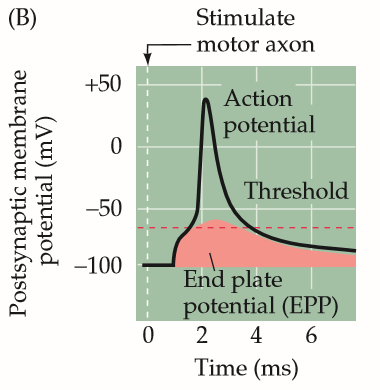 (B)
Stimulate
motor axon
Postsynaptic membrane
potential (mV)
+50
0
–50
–100
Action
potential
Threshold
End plate
potential (EPP)
0 2 4 6
Time (ms)